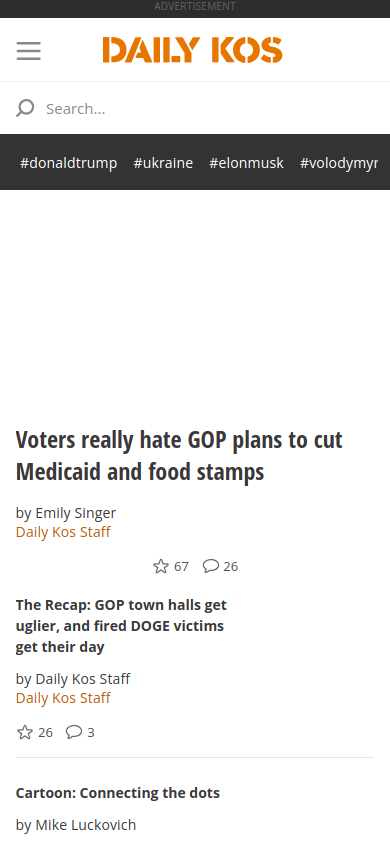 ADVERTISEMENT
DAILY KOS
Search...
#donaldtrump #ukraine #elonmusk #volodymyr
Voters really hate GOP plans to cut
Medicaid and food stamps
by Emily Singer
Daily Kos Staff
67 26
The Recap: GOP town halls get
uglier, and fired DOGE victims
get their day
by Daily Kos Staff
Daily Kos Staff
26 3
Cartoon: Connecting the dots
by Mike Luckovich